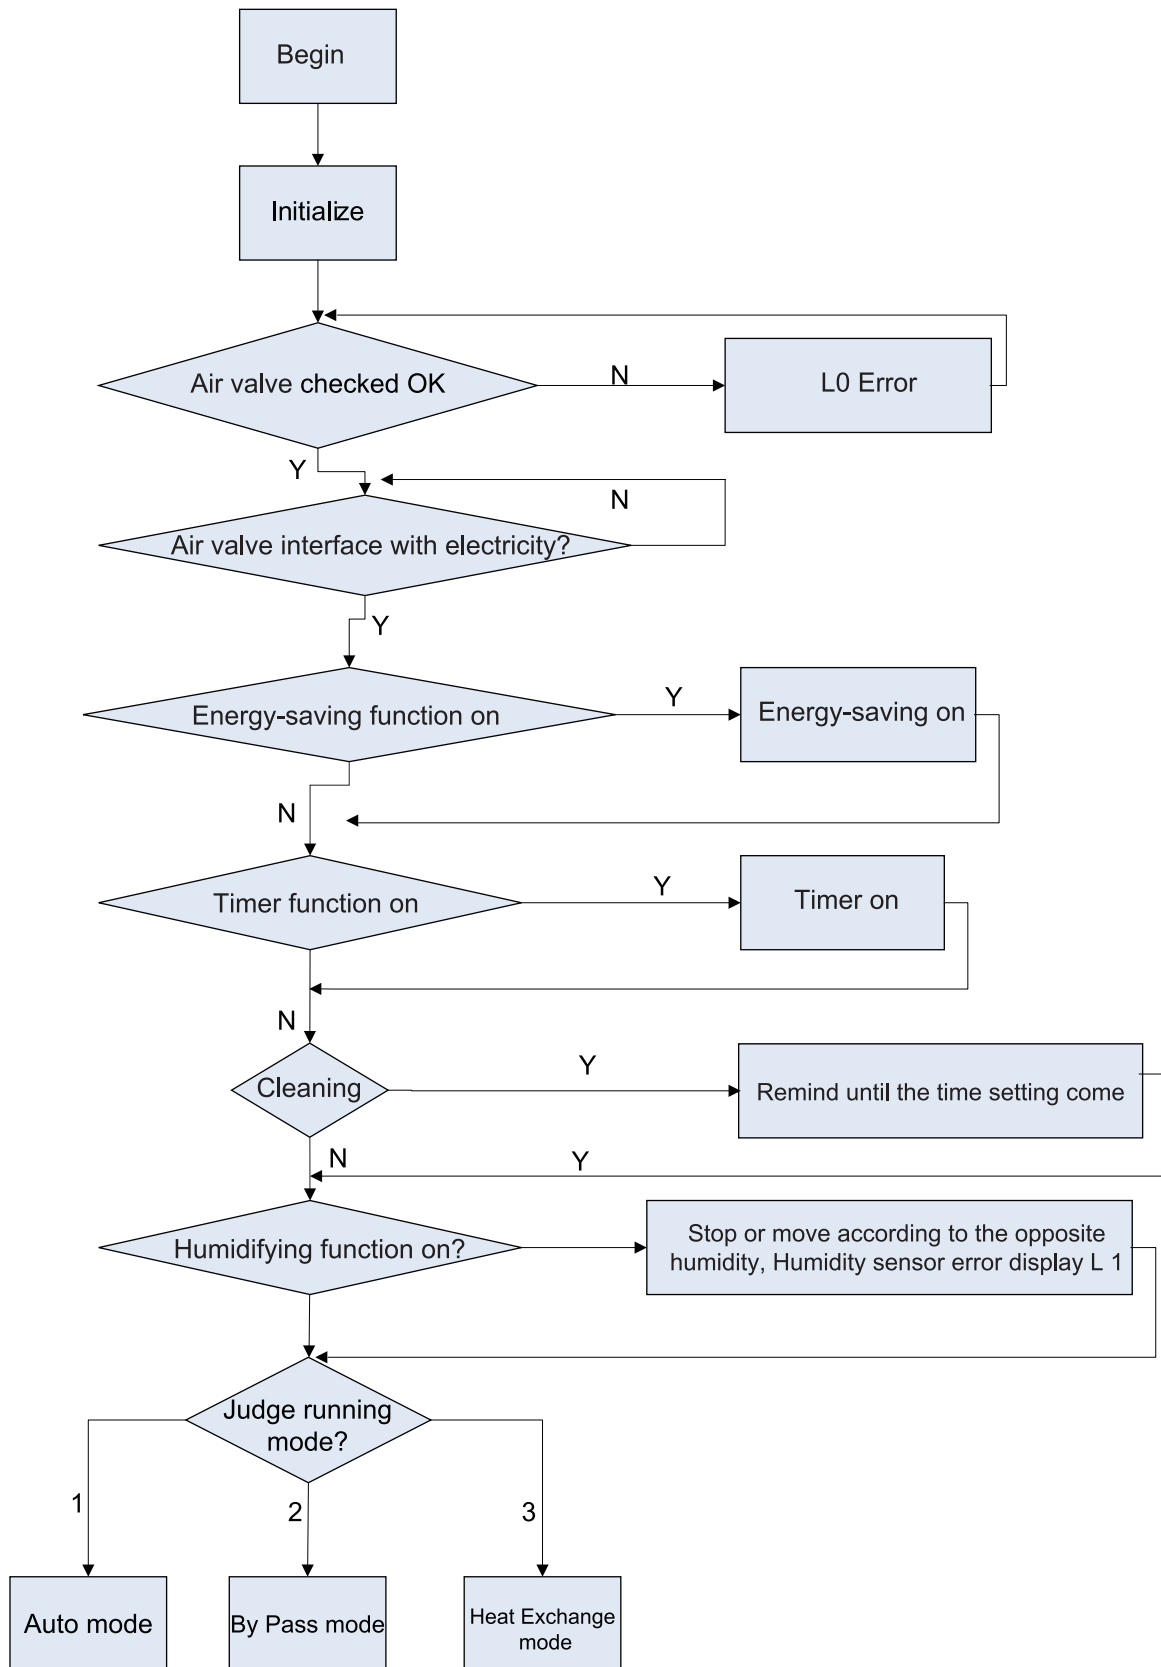 Begin
Initialize
Air valve checked OK
N
L0 Error
Y
N
Air valve interface with electricity?
Y
Energy-saving function on
Y
Energy-saving on
N
Timer function on
Y
Timer on
N
Cleaning
Y
Remind until the time setting come
N
Y
Humidifying function on?
Stop or move according to the opposite
humidity, Humidity sensor error display L 1
Judge running
mode?
1
2
3
Auto mode
By Pass mode
Heat Exchange
mode